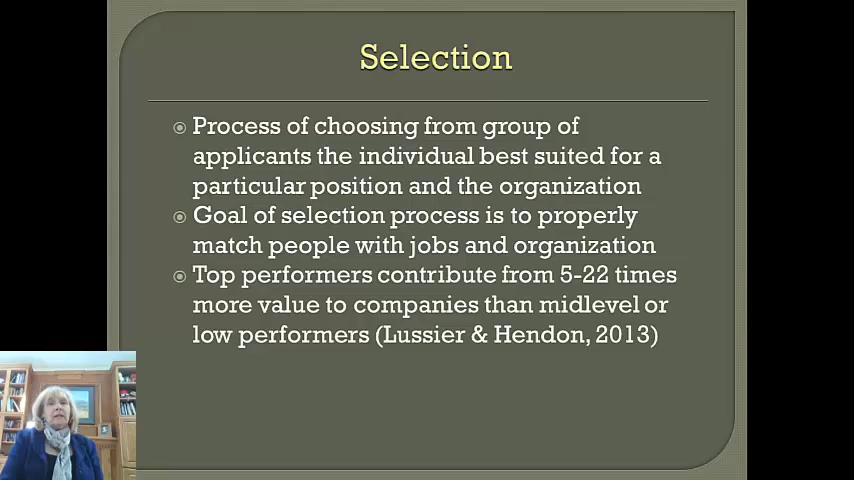 Selection
Process of choosing from group of
applicants the individual best suited for a
particular position and the organization
Goal of selection process is to properly
match people with jobs and organization
Top performers contribute from 5-22 times
more value to companies than midlevel or
low performers (Lussier & Hendon, 2013)